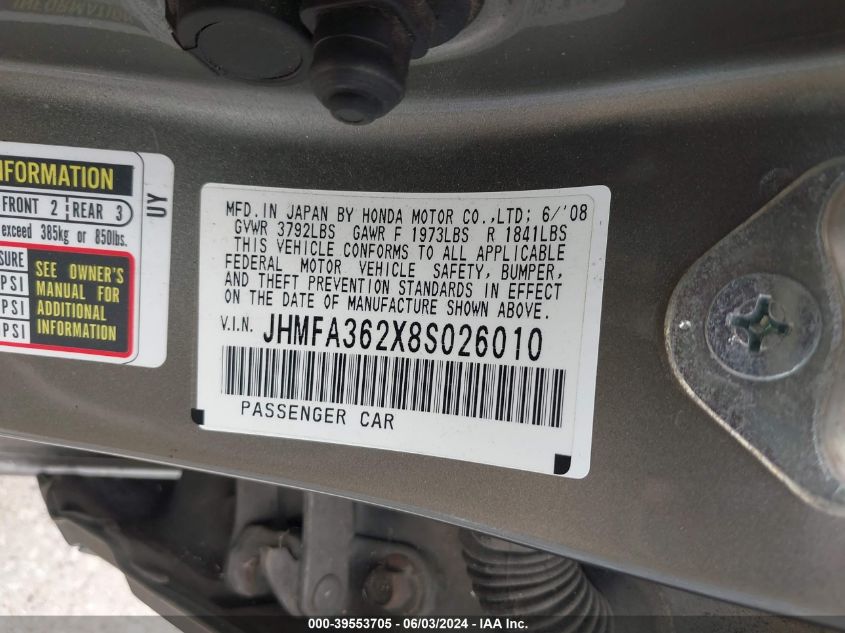 NFORMATION
FRONT 2 REAR 3
exceed 385kg or 850lbs.
SURE
PSI
PSI
PSI
SEE OWNER'S
MANUAL FOR
ADDITIONAL
INFORMATION
UY
MFD. IN JAPAN BY HONDA MOTOR CO.,LTD; 6/'08
GVWR 3792LBS GAWR F 1973LBS R 1841LBS
THIS VEHICLE CONFORMS TO ALL APPLICABLE
FEDERAL MOTOR VEHICLE SAFETY, BUMPER,
AND THEFT PREVENTION STANDARDS IN EFFECT
ON THE DATE OF MANUFACTURE SHOWN ABOVE.
V.I.N. JHMFA362X8S026010
PASSENGER CAR
000-39553705 - 06/03/2024 - IAAI.COM